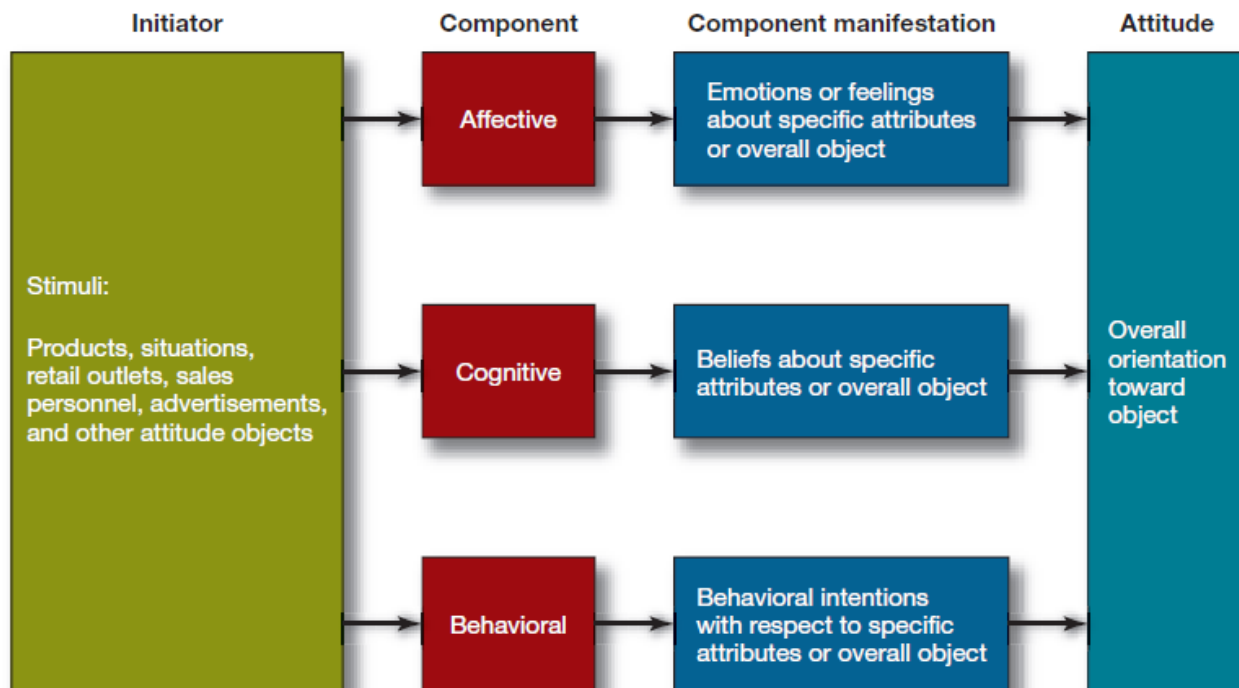 Initiator
Component
Component manifestation
Attitude
Stimuli:
Products, situations,
retail outlets, sales
personnel, advertisements,
and other attitude objects
Affective
Emotions or feelings
about specific attributes
or overall object
Cognitive
Beliefs about specific
attributes or overall object
Behavioral
Behavioral intentions
with respect to specific
attributes or overall object
Overall
orientation
toward
object